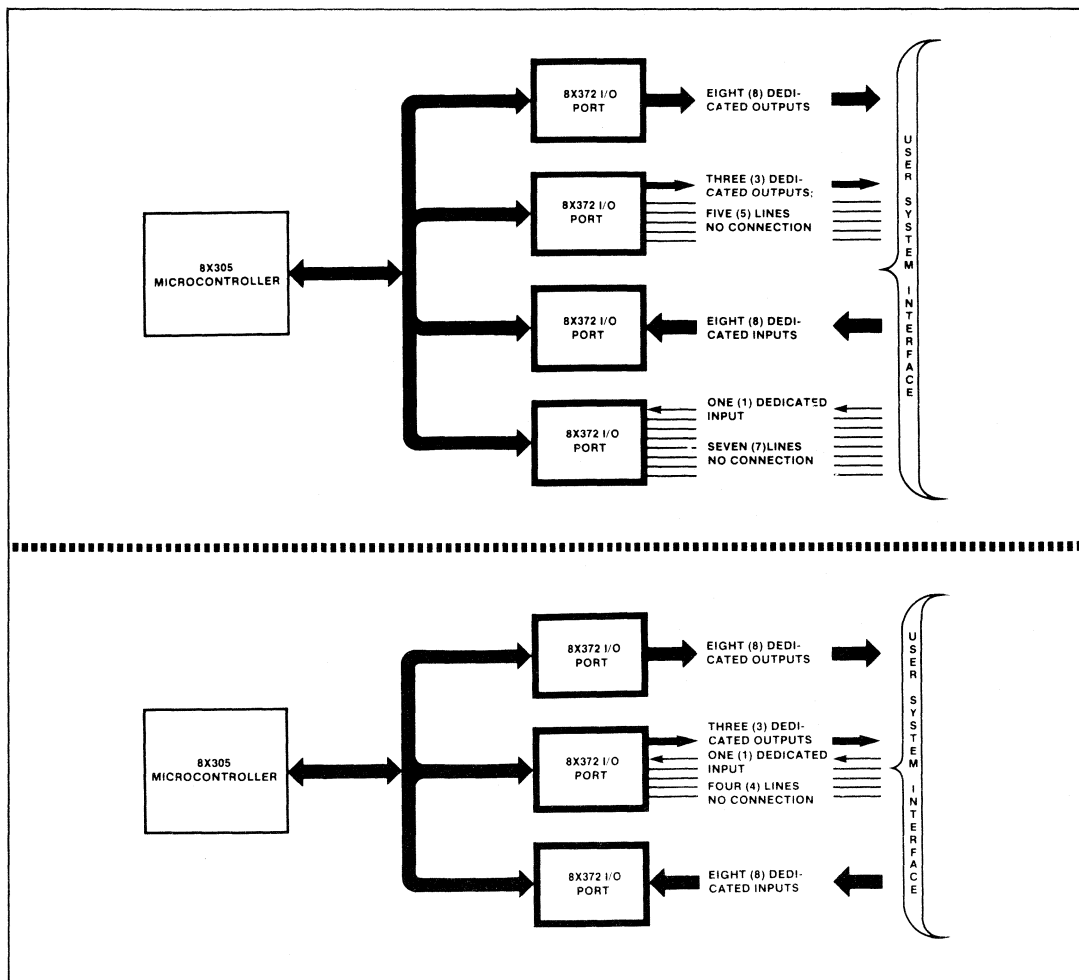 8X372 I/O
PORT
EIGHT (8) DEDI-
CATED OUTPUTS
8X372 I/O
PORT
THREE (3) DEDI-
CATED OUTPUTS;
FIVE (5) LINES
NO CONNECTION
8X305
MICROCONTROLLER
8X372 I/O
PORT
EIGHT (8) DEDI-
CATED INPUTS
8X372 I/O
PORT
ONE (1) DEDICATED
INPUT
SEVEN (7) LINES
NO CONNECTION
USER SYSTEM INTERFACE
8X372 I/O
PORT
EIGHT (8) DEDI-
CATED OUTPUTS
8X305
MICROCONTROLLER
8X372 I/O
PORT
THREE (3) DEDI-
CATED OUTPUTS
ONE (1) DEDICATED
INPUT
FOUR (4) LINES
NO CONNECTION
8X372 I/O
PORT
EIGHT (8) DEDI-
CATED INPUTS
USER SYSTEM INTERFACE